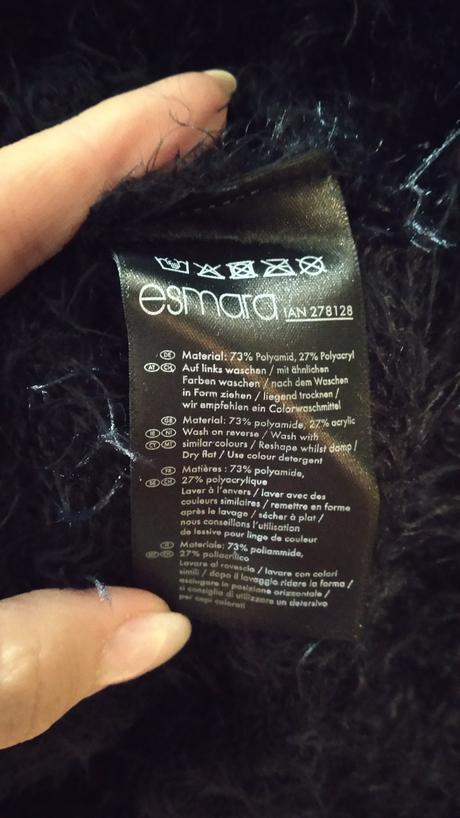 esmara IAN 278128
DE Material: 73% Polyamid, 27% Polyacryl
AT CH Auf links waschen / mit ähnlichen
Farben waschen / nach dem Waschen
in Form ziehen / liegend trocknen /
wir empfehlen ein Colorwaschmittel
GB Material: 73% polyamide, 27% acrylic
IE NI Wash on reverse / Wash with
CY MT similar colours / Reshape whilst damp /
Dry flat / Use colour detergent
FR Matières : 73% polyamide,
BE CH 27% polyacrylique
Laver à l'envers / laver avec des
couleurs similaires / remettre en forme
après le lavage / sécher à plat /
nous conseillons l'utilisation
de lessive pour linge de couleur
IT Materiale: 73% poliammide,
MT CH 27% poliacrilico
Lavare al rovescio / lavare con colori
simili / dopo il lavaggio ridare la forma /
asciugare in posizione orizzontale /
si consiglia di utilizzare un detersivo
per capi colorati